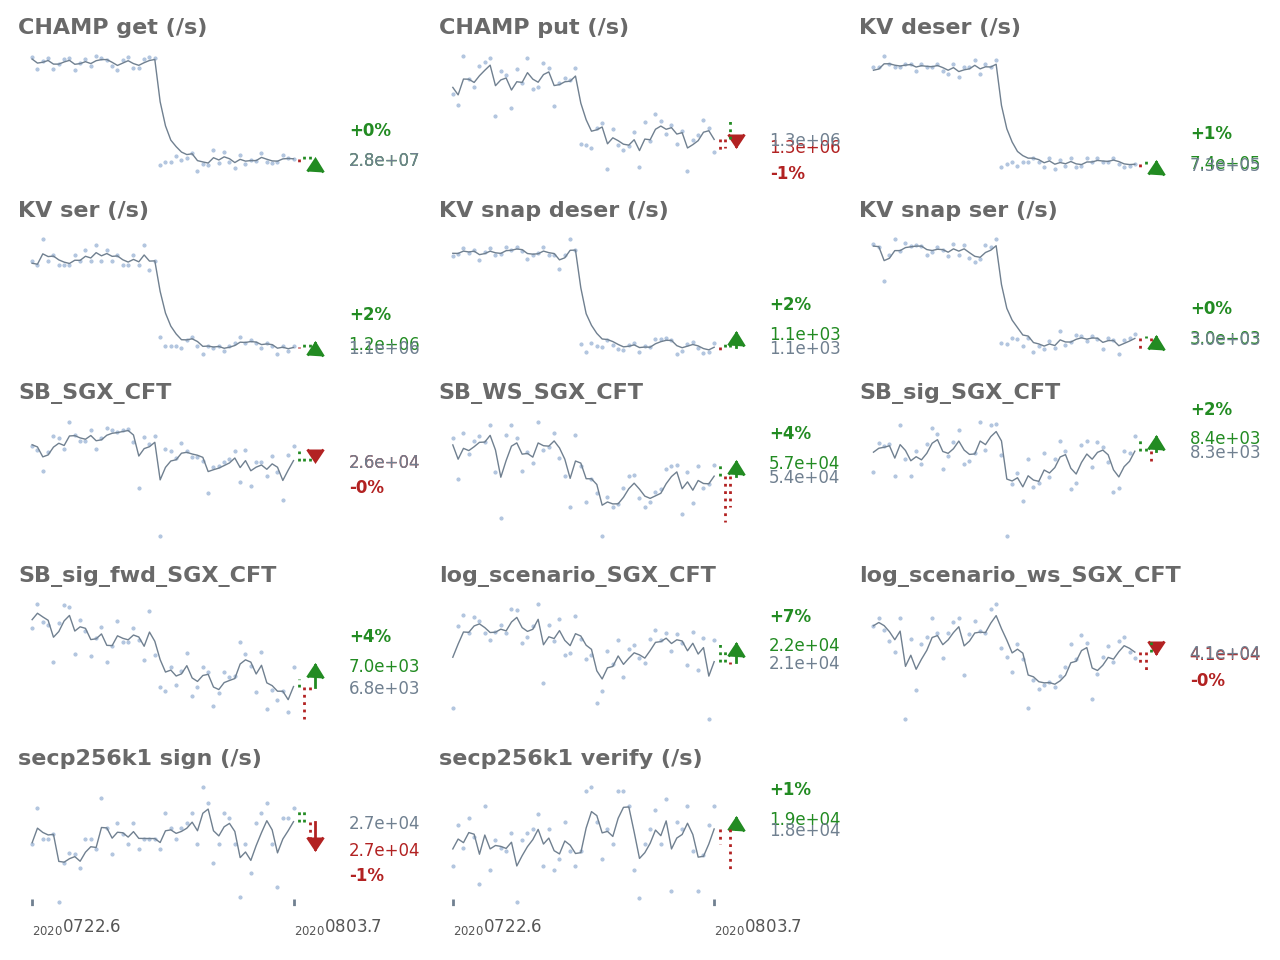 CHAMP get (/s)
+0%
2.8e+07
CHAMP put (/s)
1.3e+06
1.3e+06
-1%
KV deser (/s)
+1%
7.4e+05
KV ser (/s)
+2%
1.2e+06
1.1e+06
KV snap deser (/s)
+2%
1.1e+03
1.1e+03
KV snap ser (/s)
+0%
3.0e+03
SB_SGX_CFT
2.6e+04
-0%
SB_WS_SGX_CFT
+4%
5.7e+04
5.4e+04
SB_sig_SGX_CFT
+2%
8.4e+03
8.3e+03
SB_sig_fwd_SGX_CFT
+4%
7.0e+03
6.8e+03
log_scenario_SGX_CFT
+7%
2.2e+04
2.1e+04
log_scenario_ws_SGX_CFT
4.1e+04
-0%
secp256k1 sign (/s)
2.7e+04
2.7e+04
-1%
20200722.6
20200803.7
secp256k1 verify (/s)
+1%
1.9e+04
1.8e+04
20200722.6
20200803.7